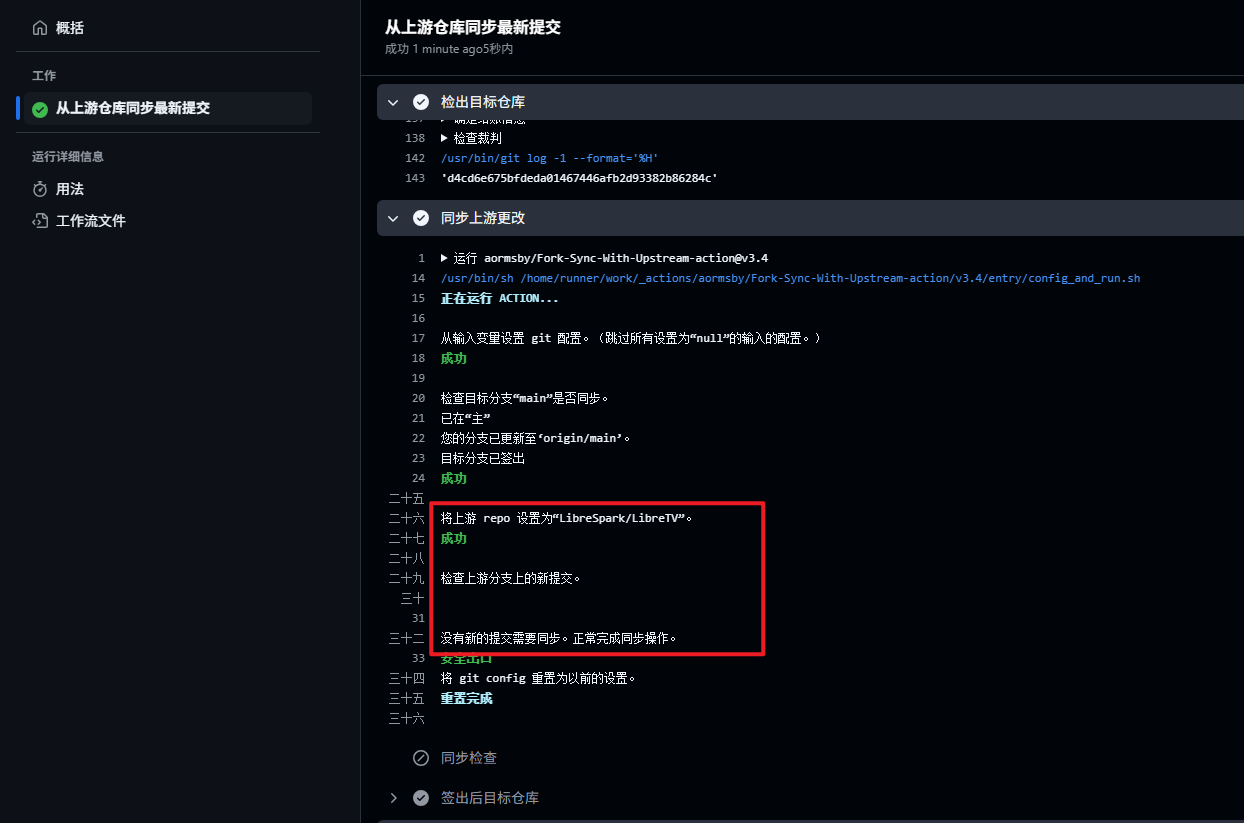 概括
工作
从上游仓库同步最新提交
运行详细信息
用法
工作流文件
从上游仓库同步最新提交
成功 1 minute ago5秒内
检出目标仓库
138 检查裁判
142 /usr/bin/git log -1 --format='%H'
143 'd4cd6e675bfdeda01467446afb2d93382b86284c'
同步上游更改
1 运行 aormsby/Fork-Sync-With-Upstream-action@v3.4
14 /usr/bin/sh /home/runner/work/_actions/aormsby/Fork-Sync-With-Upstream-action/v3.4/entry/config_and_run.sh
15 正在运行 ACTION...
16
17 从输入变量设置 git 配置。（跳过所有设置为“null”的输入的配置。）
18 成功
19
20 检查目标分支“main”是否同步。
21 已在“主”
22 您的分支已更新至‘origin/main’。
23 目标分支已签出
24 成功
二十五
二十六 将上游 repo 设置为“LibreSpark/LibreTV”。
二十七 成功
二十八
二十九 检查上游分支上的新提交。
三十
31
三十二 没有新的提交需要同步。正常完成同步操作。
33 安全出口
三十四 将 git config 重置为以前的设置。
三十五 重置完成
三十六
同步检查
签出后目标仓库